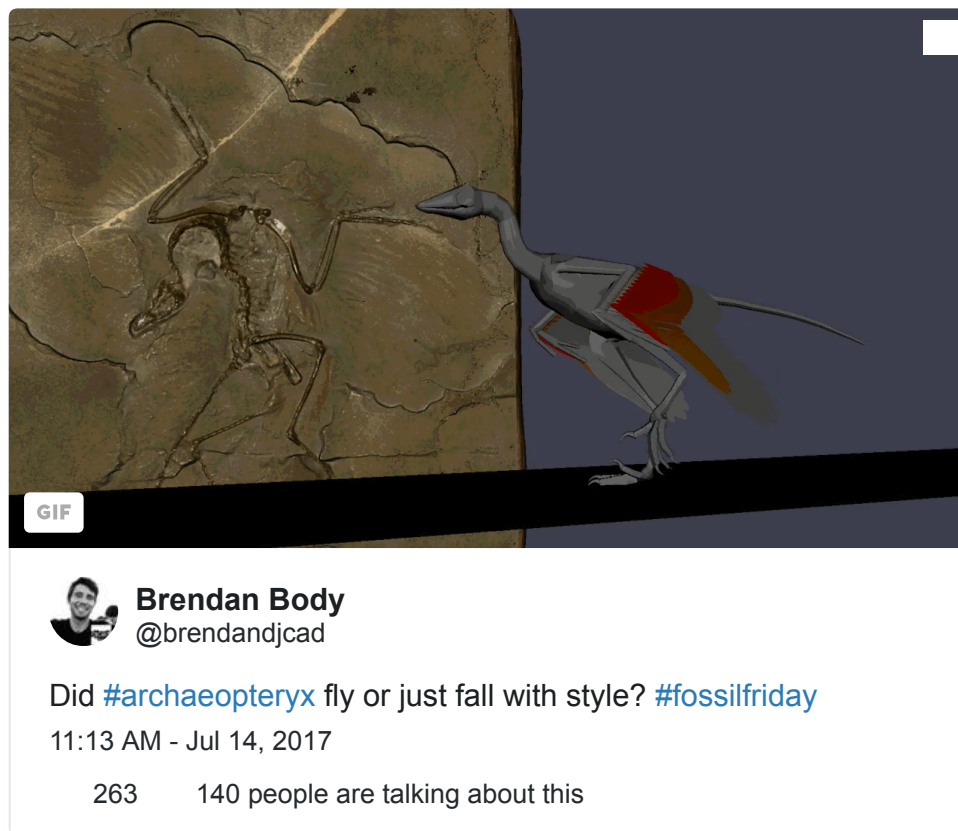 GIF
Brendan Body
@brendandjcad
Did #archaeopteryx fly or just fall with style? #fossilfriday
11:13 AM - Jul 14, 2017
263 140 people are talking about this